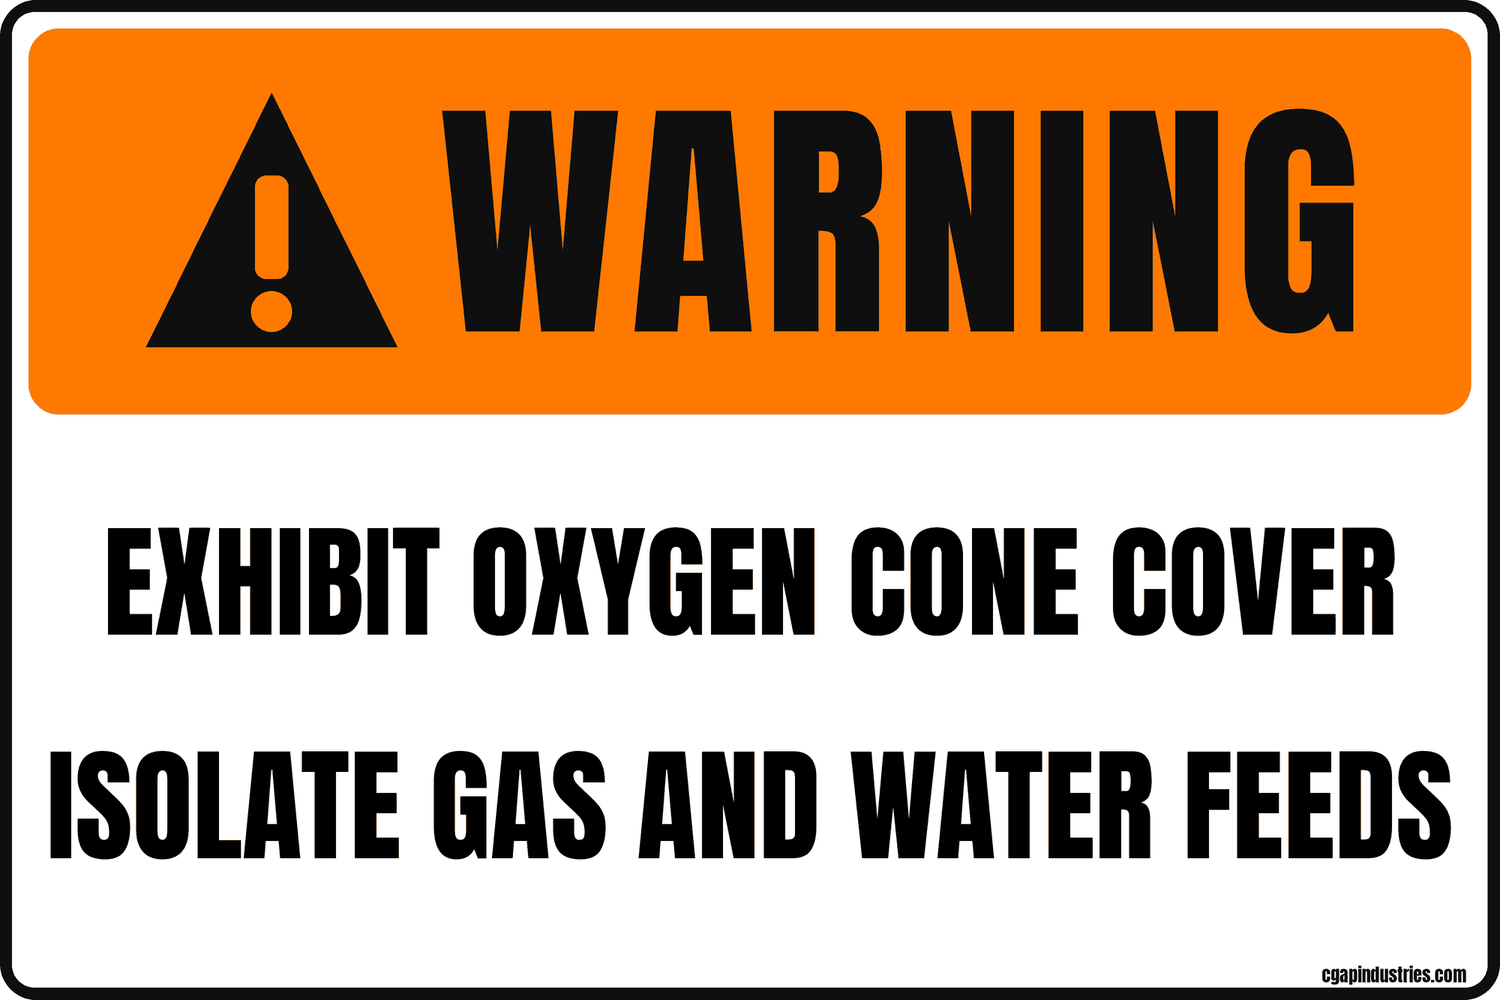 WARNING
EXHIBIT OXYGEN CONE COVER
ISOLATE GAS AND WATER FEEDS
cgapindustries.com